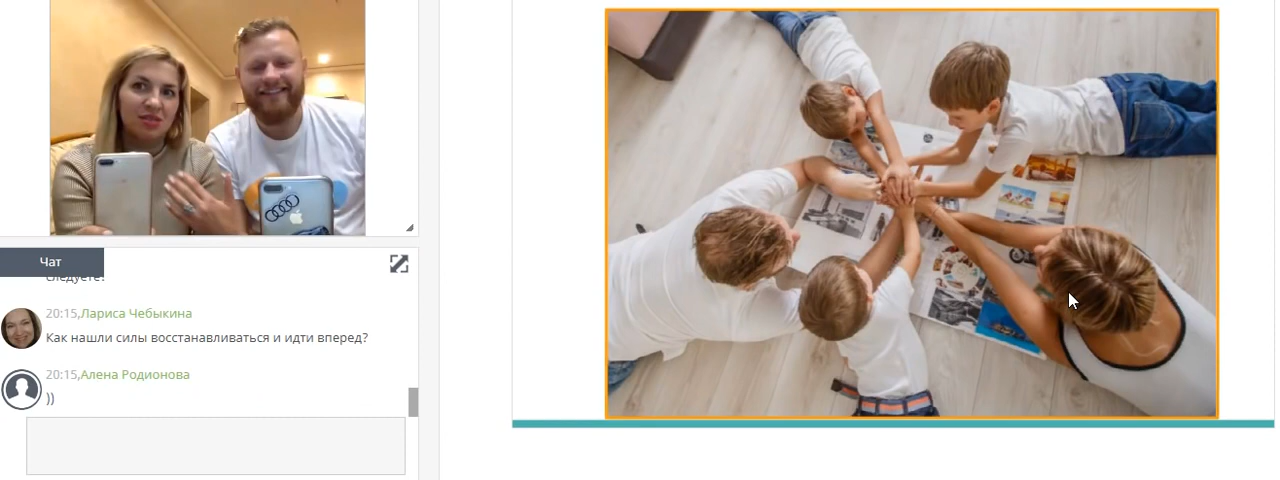 Чат
следуете?
20:15,Лариса Чебыкина
Как нашли силы восстанавливаться и идти вперед?
20:15,Алена Родионова
))